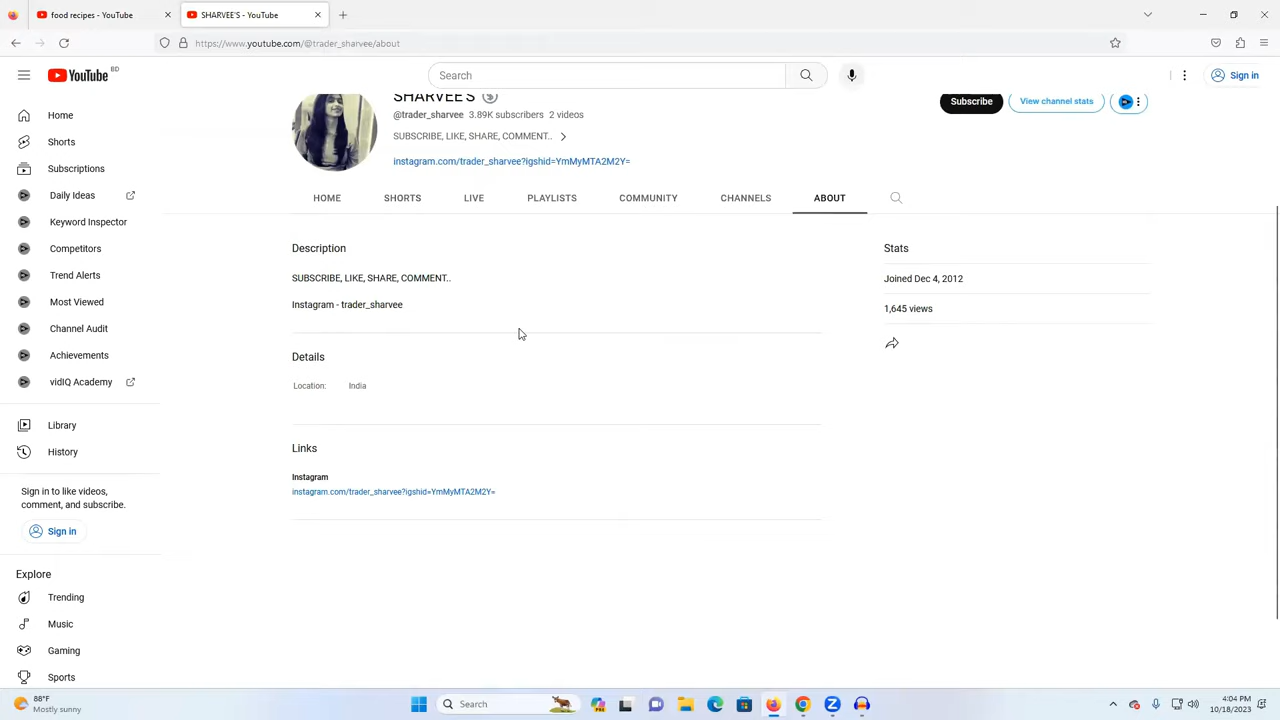 food recipes - YouTube
SHARVEE'S - YouTube
https://www.youtube.com/@trader_sharvee/about
YouTube BD
Search
Sign in
Home
Shorts
Subscriptions
Daily Ideas
Keyword Inspector
Competitors
Trend Alerts
Most Viewed
Channel Audit
Achievements
vidIQ Academy
Library
History
Sign in to like videos,
comment, and subscribe.
Sign in
Explore
Trending
Music
Gaming
Sports
SHARVEE'S
@trader_sharvee 3.89K subscribers 2 videos
SUBSCRIBE, LIKE, SHARE, COMMENT..
instagram.com/trader_sharvee?igshid=YmMyMTA2M2Y=
Subscribe
View channel stats
HOME SHORTS LIVE PLAYLISTS COMMUNITY CHANNELS ABOUT
Description
SUBSCRIBE, LIKE, SHARE, COMMENT..
Instagram - trader_sharvee
Details
Location: India
Links
Instagram
instagram.com/trader_sharvee?igshid=YmMyMTA2M2Y=
Stats
Joined Dec 4, 2012
1,645 views
88°F
Mostly sunny
Search
4:04 PM
10/18/2023